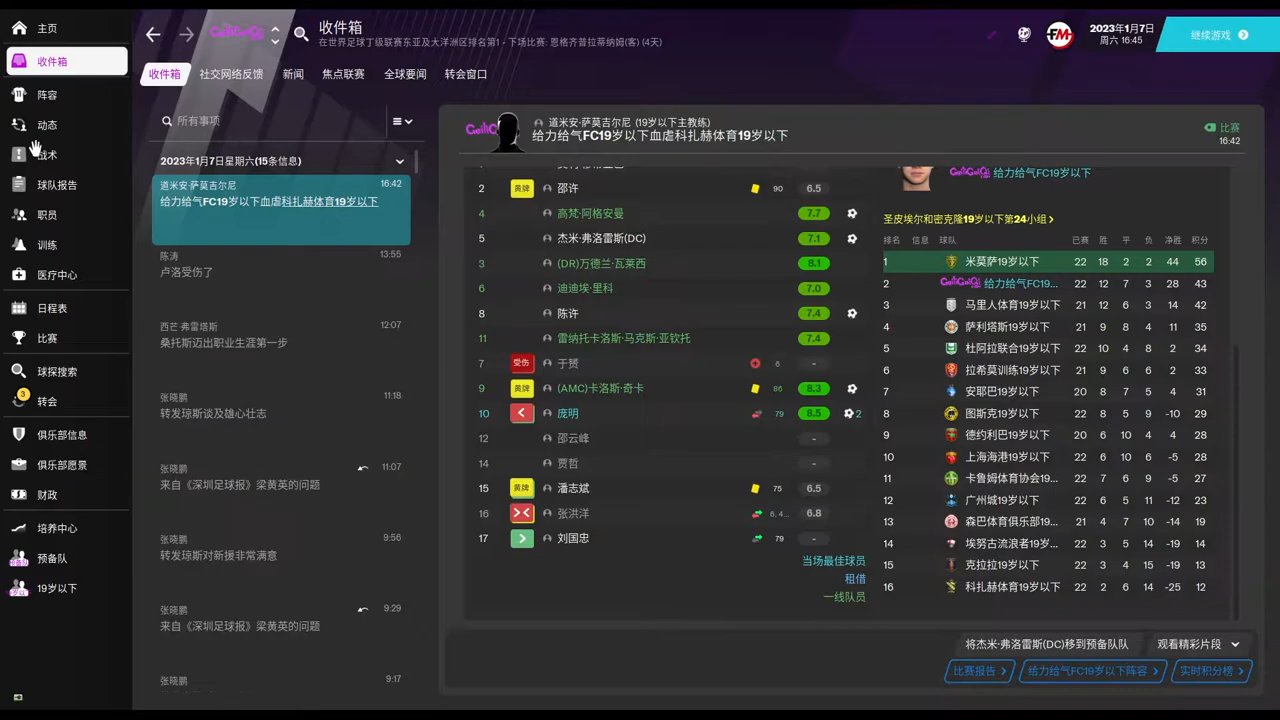 主页
收件箱
阵容
动态
战术
球队报告
职员
训练
医疗中心
日程表
比赛
球探搜索
3
转会
俱乐部信息
俱乐部愿景
财政
培养中心
预备队
19岁以下
GeiliGeiQi
收件箱
在世界足球丁级联赛东亚及大洋洲区排名第1 - 下场比赛: 恩格齐普拉蒂纳姆(客) (4天)
FM
2023年1月7日
周六 16:45
继续游戏
收件箱 社交网络反馈 新闻 焦点联赛 全球要闻 转会窗口
所有事项
2023年1月7日星期六(15条信息)
道米安·萨莫吉尔尼 16:42
给力给气FC19岁以下血虐科扎赫体育19岁以下
陈涛 13:55
卢洛受伤了
西芒·弗雷塔斯 12:07
桑托斯迈出职业生涯第一步
张晓鹏 11:18
转发琼斯谈及雄心壮志
张晓鹏 11:07
来自《深圳足球报》梁黄英的问题
张晓鹏 9:56
转发琼斯对新援非常满意
张晓鹏 9:29
来自《深圳足球报》梁黄英的问题
张晓鹏 9:17
道米安·萨莫吉尔尼 (19岁以下主教练)
给力给气FC19岁以下血虐科扎赫体育19岁以下
比赛
16:42
2 黄牌 邵许 90 6.5
4 高梵·阿格安曼 7.7
5 杰米·弗洛雷斯(DC) 7.1
3 (DR)万德兰·瓦莱西 8.1
6 迪迪埃·里科 7.0
8 陈许 7.4
11 雷纳托卡洛斯·马克斯·亚钦托 7.4
7 受伤 于赟 6 -
9 黄牌 (AMC)卡洛斯·奇卡 86 8.3
10 庞明 79 8.5 2
12 邵云峰 -
14 贾哲 -
15 黄牌 潘志斌 75 6.5
16 张洪洋 6, 4... 6.8
17 刘国忠 79 -
当场最佳球员
租借
一线队员
给力给气FC19岁以下
圣皮埃尔和密克隆19岁以下第24小组
排名 信息 球队 已赛 胜 平 负 净胜 积分
1 米莫萨19岁以下 22 18 2 2 44 56
2 给力给气FC19... 22 12 7 3 28 43
3 马里人体育19岁以下 21 12 6 3 14 42
4 萨利塔斯19岁以下 21 9 8 4 11 35
5 杜阿拉联合19岁以下 22 10 4 8 2 34
6 拉希莫训练19岁以下 21 9 6 6 2 33
7 安耶巴19岁以下 20 8 7 5 4 31
8 图斯克19岁以下 22 8 5 9 -10 29
9 德约利巴19岁以下 20 6 10 4 4 28
10 上海海港19岁以下 22 6 10 6 -5 28
11 卡鲁姆体育协会19... 22 7 6 9 -5 27
12 广州城19岁以下 22 6 5 11 -12 23
13 森巴体育俱乐部19... 21 4 7 10 -14 19
14 埃努古流浪者19岁... 22 3 5 14 -19 14
15 克拉拉19岁以下 22 3 4 15 -19 13
16 科扎赫体育19岁以下 22 2 6 14 -25 12
将杰米·弗洛雷斯(DC)移到预备队队 观看精彩片段
比赛报告 给力给气FC19岁以下阵容 实时积分榜